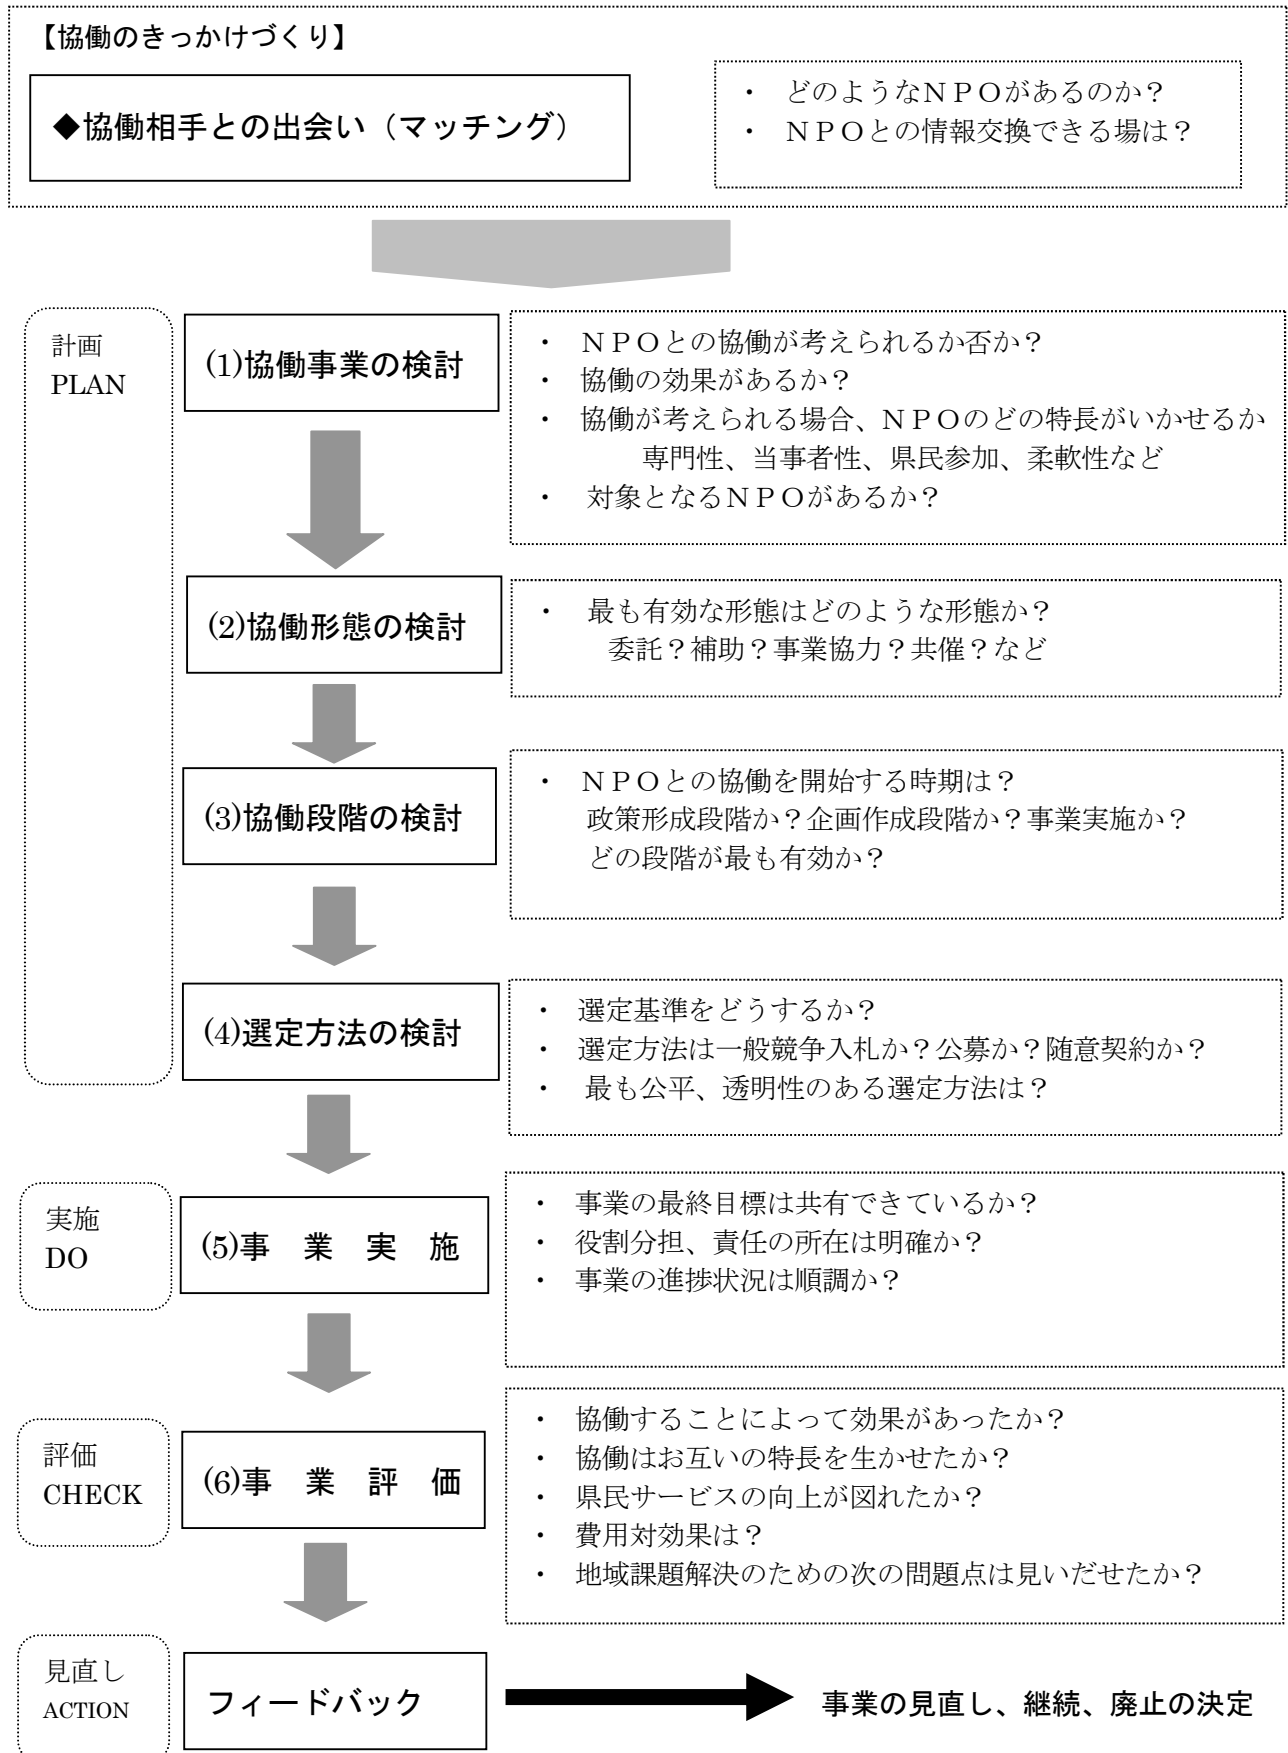 【協働のきっかけづくり】
◆協働相手との出会い（マッチング）
・ どのようなNPOがあるのか？
・ NPOとの情報交換できる場は？
計画
PLAN
(1)協働事業の検討
・ NPOとの協働が考えられるか否か？
・ 協働の効果があるか？
・ 協働が考えられる場合、NPOのどの特長がいかせるか
専門性、当事者性、県民参加、柔軟性など
・ 対象となるNPOがあるか？
(2)協働形態の検討
・ 最も有効な形態はどのような形態か？
委託？補助？事業協力？共催？など
(3)協働段階の検討
・ NPOとの協働を開始する時期は？
政策形成段階か？企画作成段階か？事業実施か？
どの段階が最も有効か？
(4)選定方法の検討
・ 選定基準をどうするか？
・ 選定方法は一般競争入札か？公募か？随意契約か？
・ 最も公平、透明性のある選定方法は？
実施
DO
(5)事 業 実 施
・ 事業の最終目標は共有できているか？
・ 役割分担、責任の所在は明確か？
・ 事業の進捗状況は順調か？
評価
CHECK
(6)事 業 評 価
・ 協働することによって効果があったか？
・ 協働はお互いの特長を生かせたか？
・ 県民サービスの向上が図れたか？
・ 費用対効果は？
・ 地域課題解決のための次の問題点は見いだせたか？
見直し
ACTION
フィードバック
事業の見直し、継続、廃止の決定